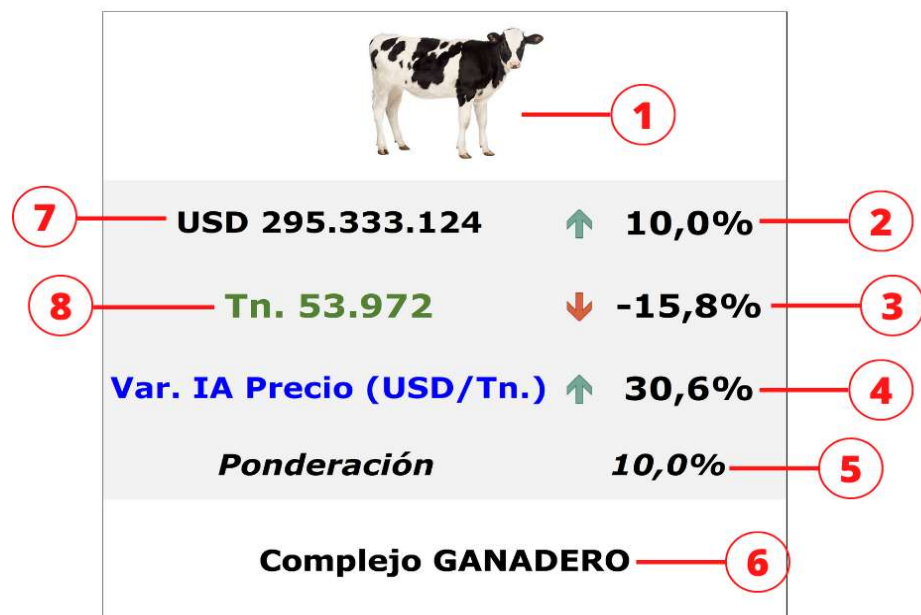 1
7 USD 295.333.124 10,0% 2
8 Tn. 53.972 -15,8% 3
Var. IA Precio (USD/Tn.) 30,6% 4
Ponderación 10,0% 5
Complejo GANADERO 6